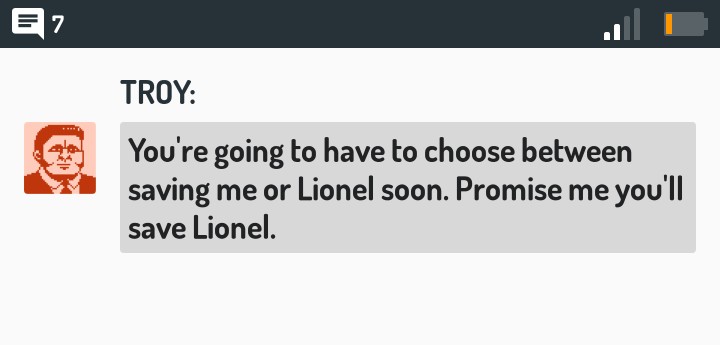 7
TROY:
You're going to have to choose between
saving me or Lionel soon. Promise me you'll
save Lionel.